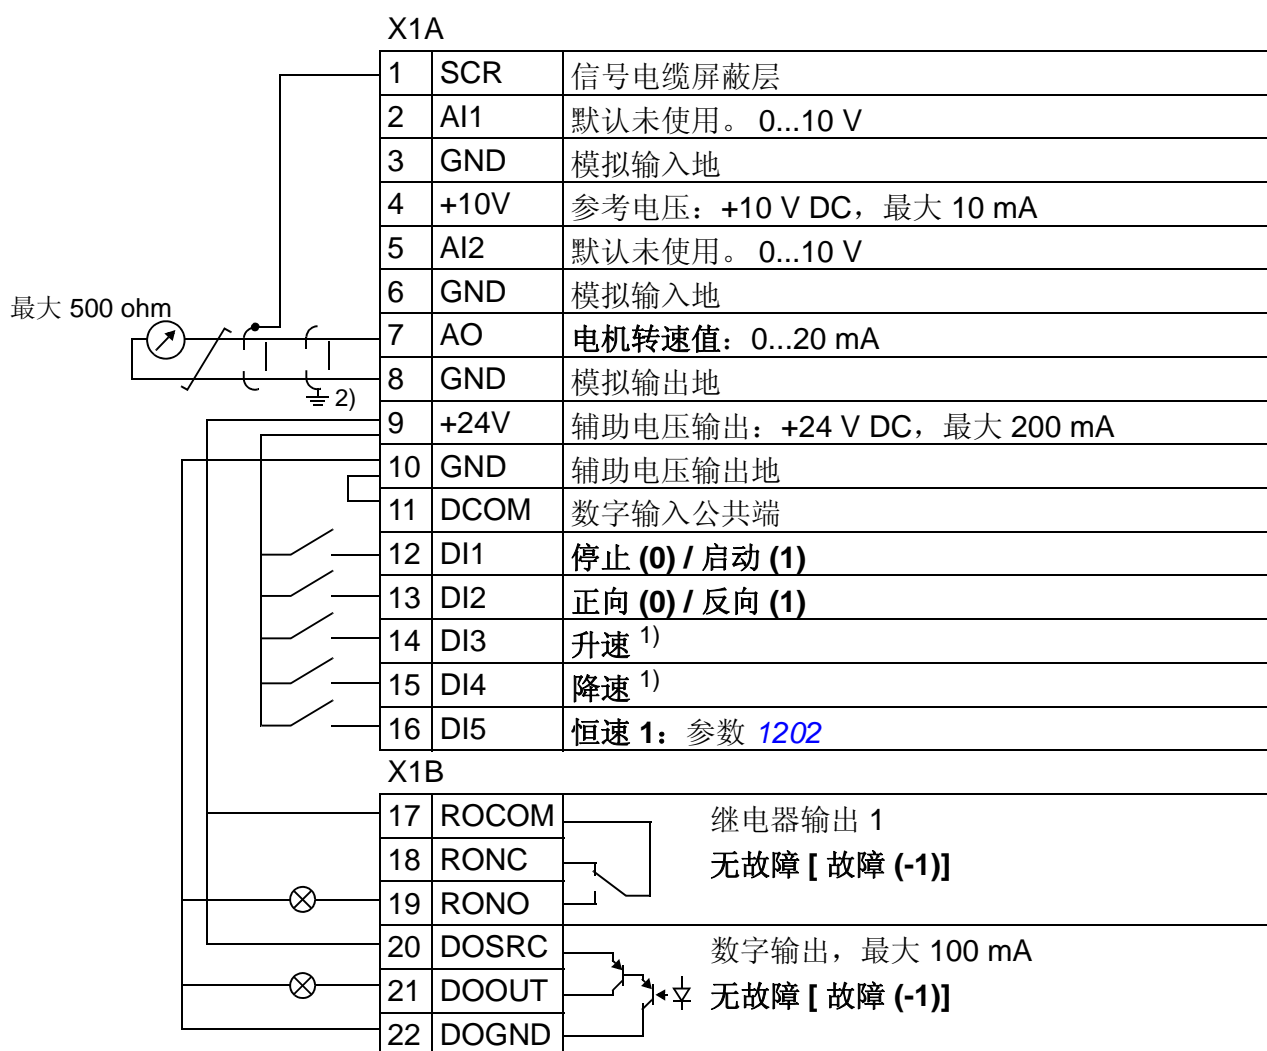 X1A
1 SCR 信号电缆屏蔽层
2 AI1 默认未使用。 0...10 V
3 GND 模拟输入地
4 +10V 参考电压：+10 V DC，最大 10 mA
5 AI2 默认未使用。 0...10 V
6 GND 模拟输入地
最大 500 ohm
7 AO 电机转速值：0...20 mA
8 GND 模拟输出地
2)
9 +24V 辅助电压输出：+24 V DC，最大 200 mA
10 GND 辅助电压输出地
11 DCOM 数字输入公共端
12 DI1 停止 (0) / 启动 (1)
13 DI2 正向 (0) / 反向 (1)
14 DI3 升速 1)
15 DI4 降速 1)
16 DI5 恒速 1：参数 1202
X1B
17 ROCOM 继电器输出 1
18 RONC 无故障 [ 故障 (-1)]
19 RONO
20 DOSRC 数字输出，最大 100 mA
21 DOOUT 无故障 [ 故障 (-1)]
22 DOGND